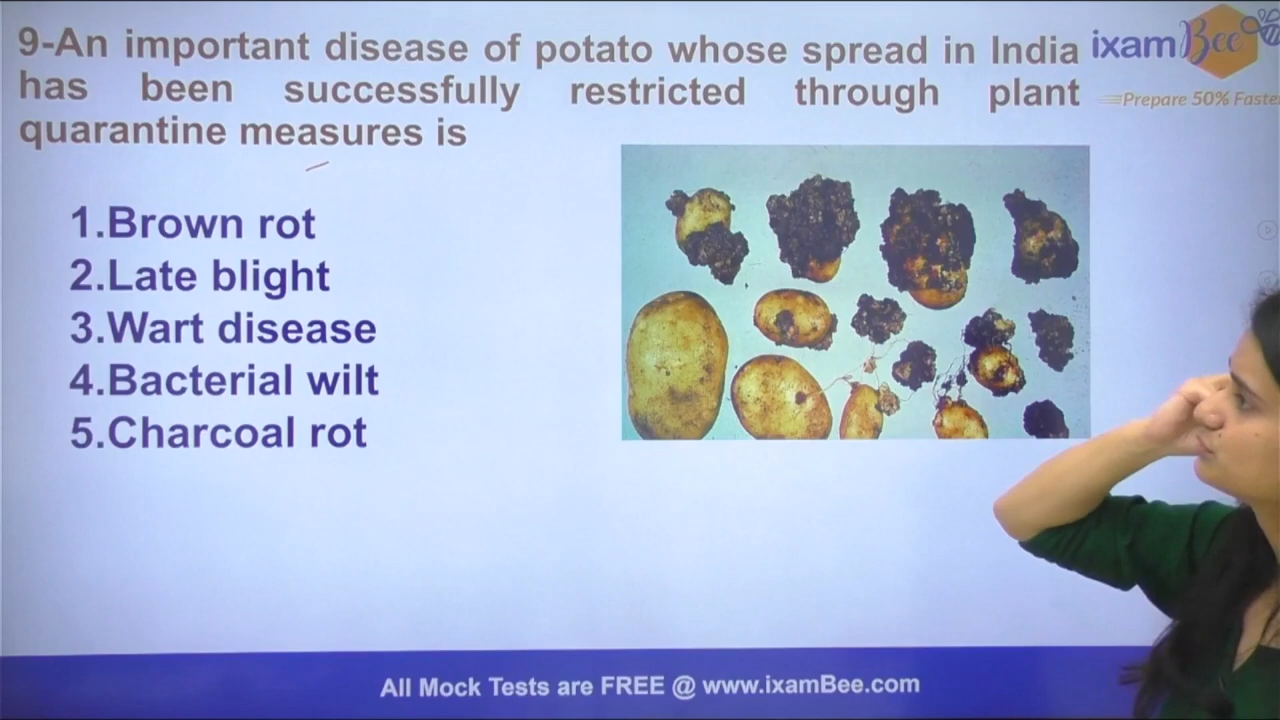 9-An important disease of potato whose spread in India
has been successfully restricted through plant
quarantine measures is
ixamBee
Prepare 50% Faste
1.Brown rot
2.Late blight
3.Wart disease
4.Bacterial wilt
5.Charcoal rot
All Mock Tests are FREE @ www.ixamBee.com